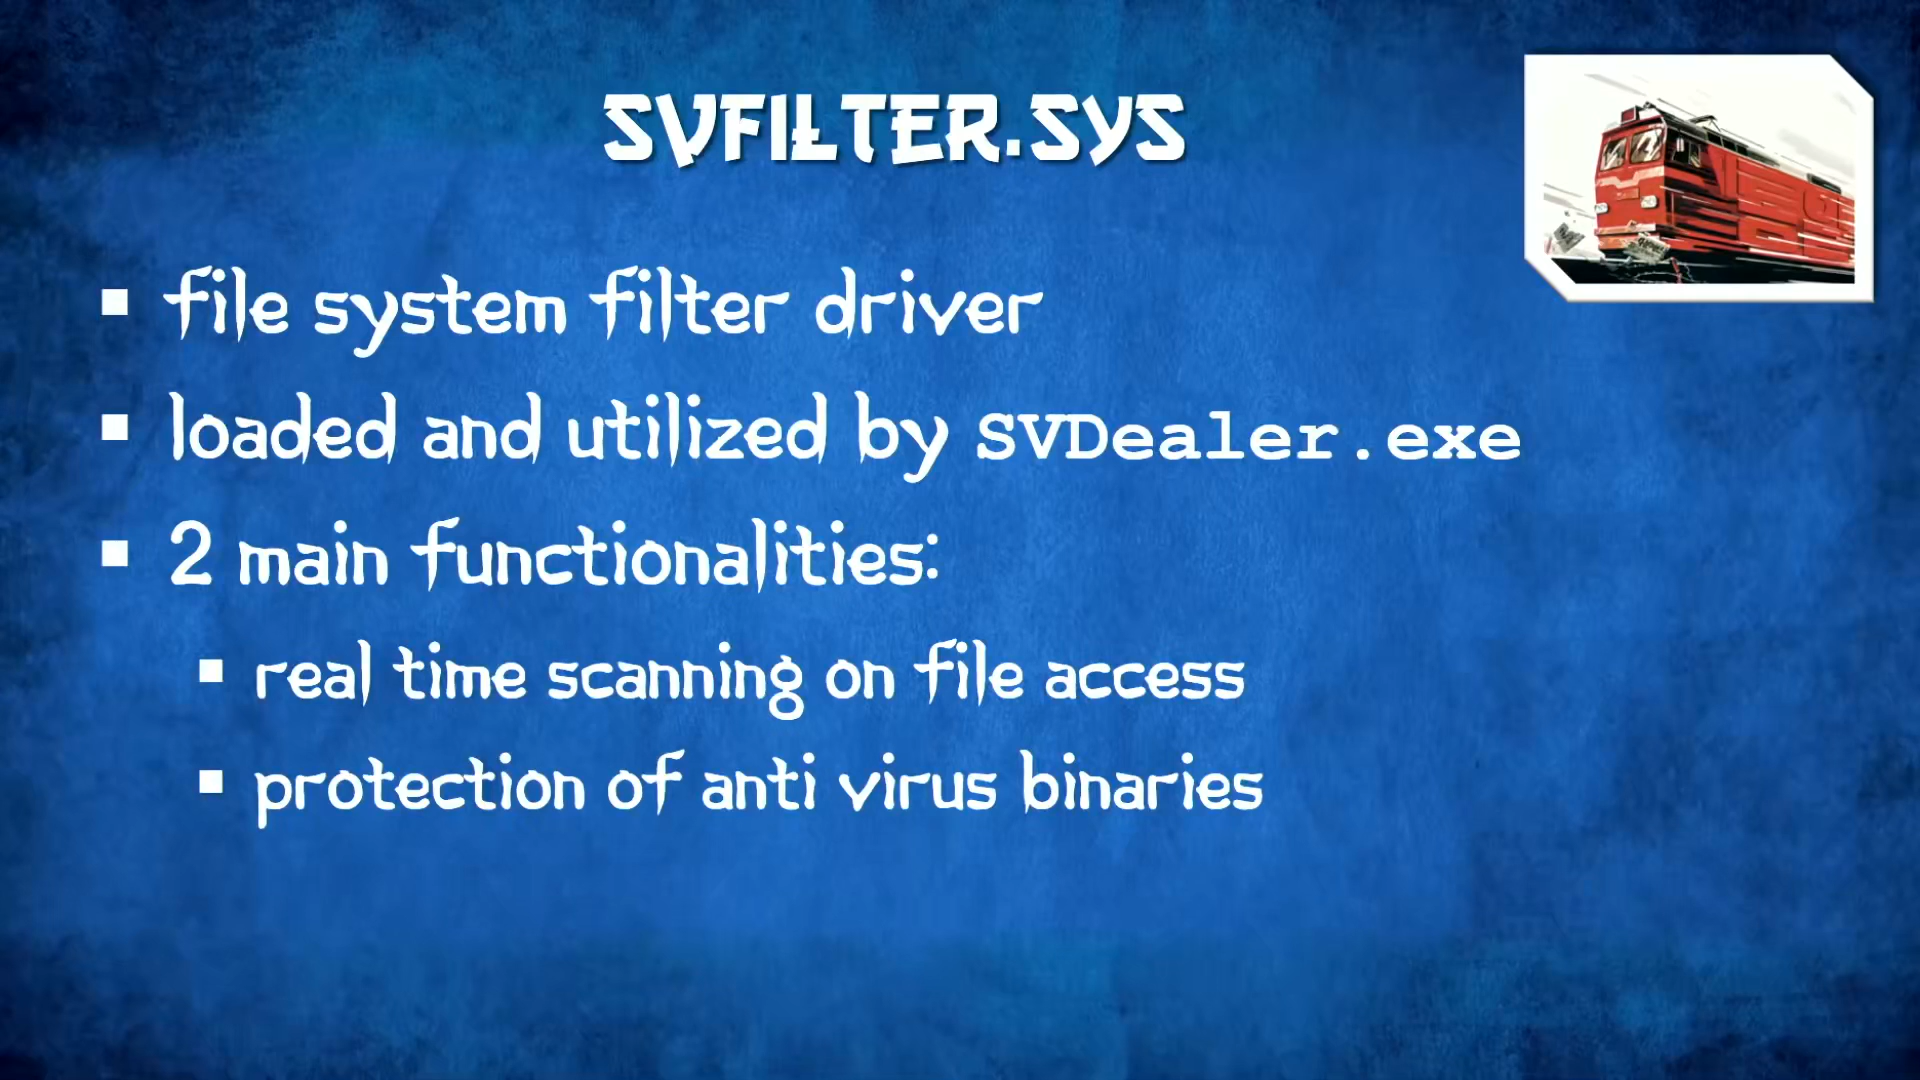 SVFILTER.SYS
file system filter driver
loaded and utilized by SVDealer.exe
2 main functionalities:
real time scanning on file access
protection of anti virus binaries